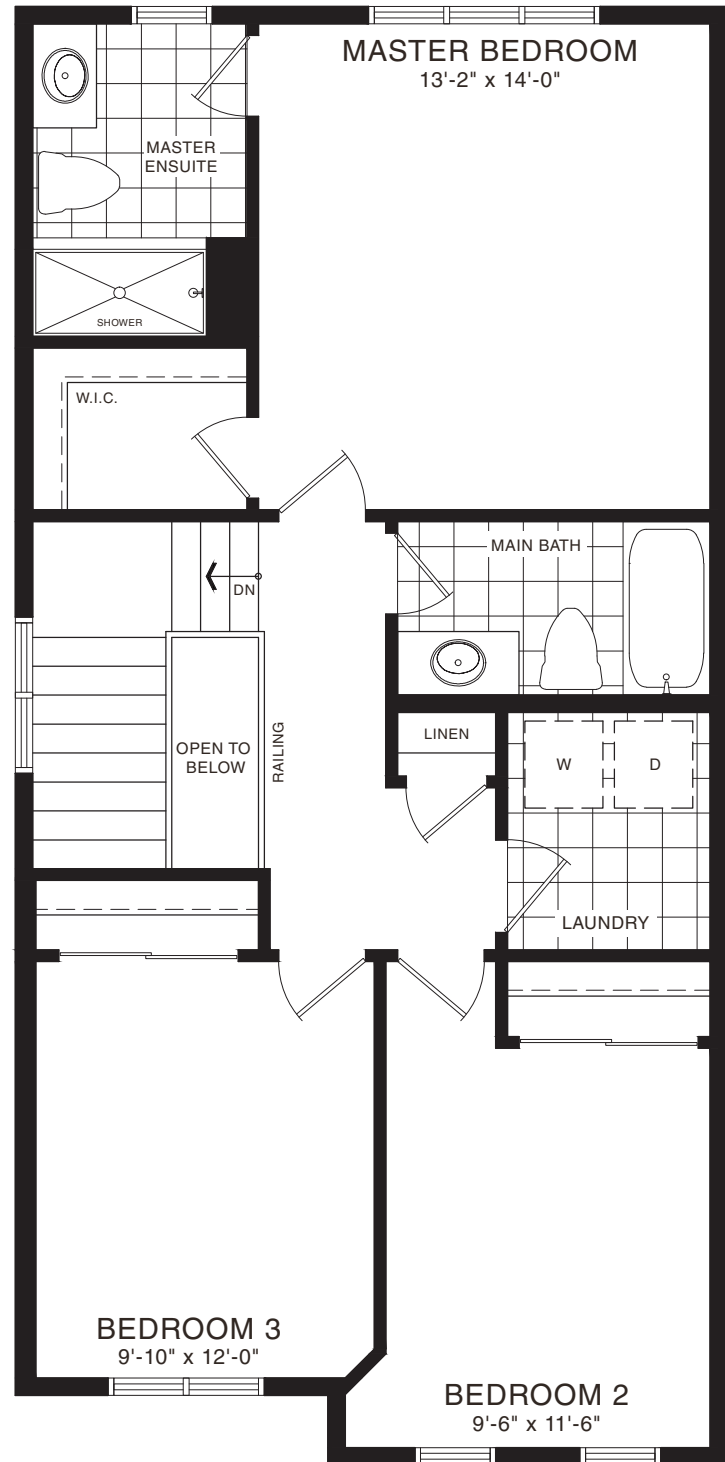 MASTER BEDROOM
13'-2" x 14'-0"
MASTER
ENSUITE
SHOWER
W.I.C.
MAIN BATH
DN
LINEN
RAILING
OPEN TO
BELOW
W
D
LAUNDRY
BEDROOM 3
9'-10" x 12'-0"
BEDROOM 2
9'-6" x 11'-6"